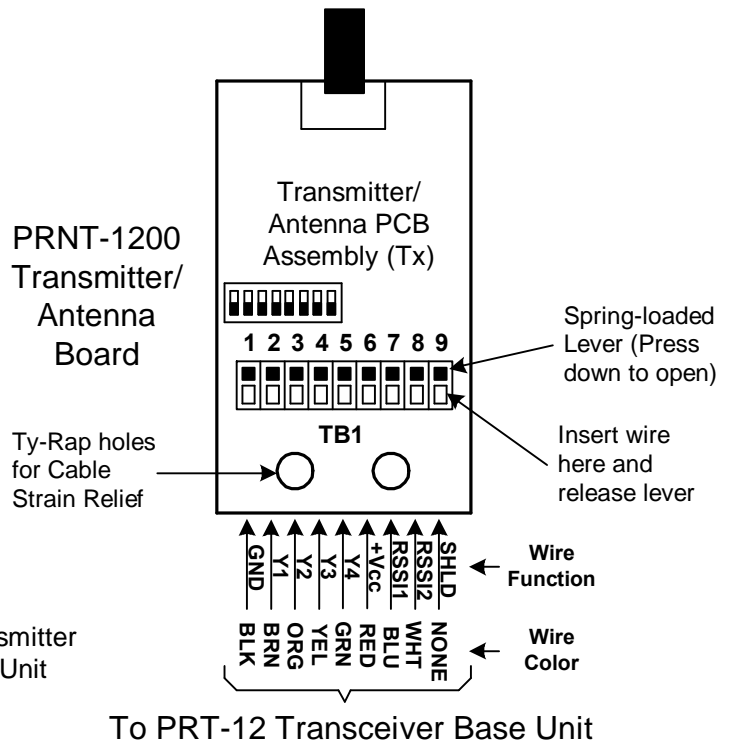 Transmitter/
Antenna PCB
Assembly (Tx)
PRNT-1200
Transmitter/
Antenna
Board
1 2 3 4 5 6 7 8 9
Spring-loaded
Lever (Press
down to open)
TB1
Ty-Rap holes
for Cable
Strain Relief
Insert wire
here and
release lever
GND Y1 Y2 Y3 Y4 +Vcc RSSI1 RSSI2 SHLD
Wire
Function
BLK BRN ORG YEL GRN RED BLU WHT NONE
Wire
Color
smitter
Unit
To PRT-12 Transceiver Base Unit